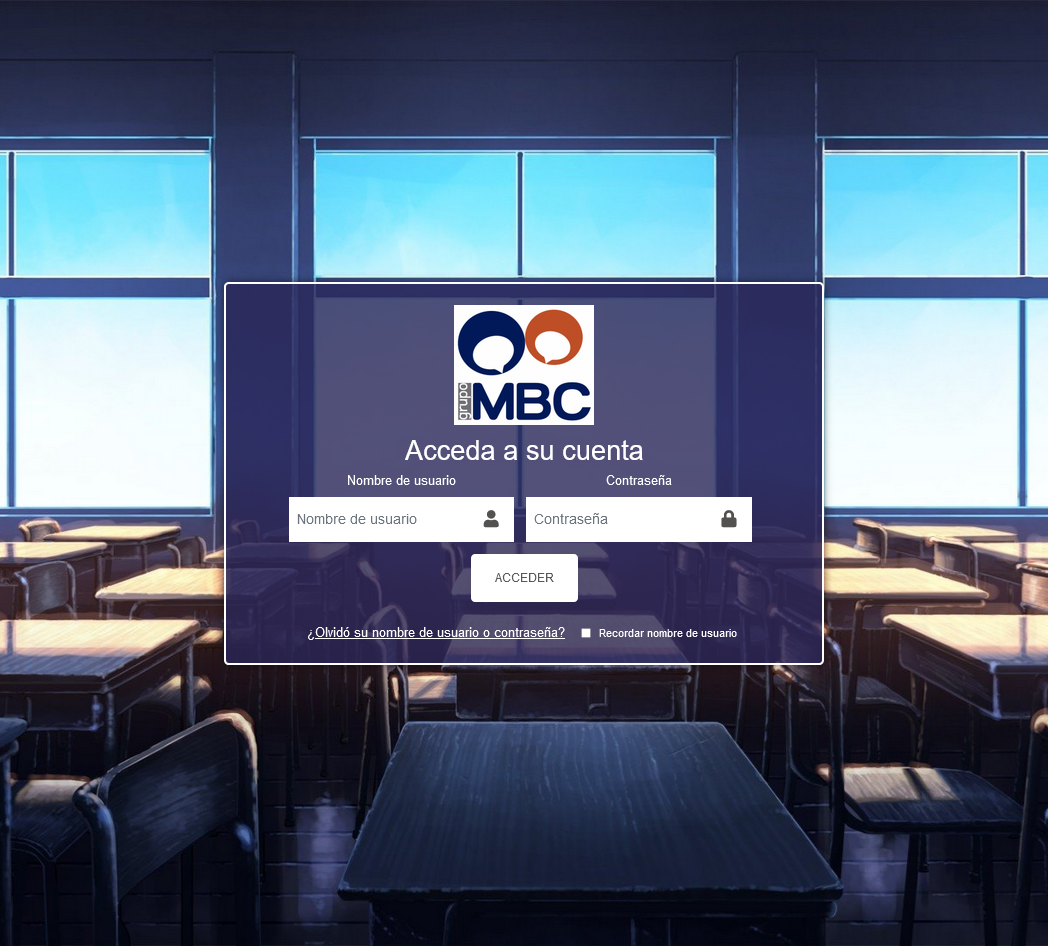 grupo
MBC
Acceda a su cuenta
Nombre de usuario
Contraseña
Nombre de usuario
Contraseña
ACCEDER
¿Olvidó su nombre de usuario o contraseña?
Recordar nombre de usuario